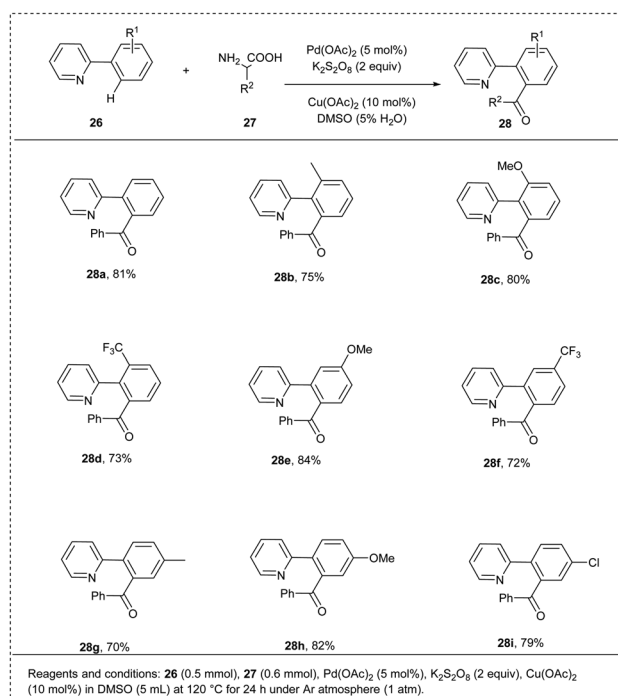 R¹
H
26
+
NH₂ COOH
R²
27
Pd(OAc)₂ (5 mol%)
K₂S₂O₈ (2 equiv)
Cu(OAc)₂ (10 mol%)
DMSO (5% H₂O)
R¹
N
R²
O
28
N
Ph
O
28a, 81%
N
Ph
O
28b, 75%
MeO
N
Ph
O
28c, 80%
F₃C
N
Ph
O
28d, 73%
OMe
N
Ph
O
28e, 84%
CF₃
N
Ph
O
28f, 72%
N
Ph
O
28g, 70%
OMe
N
Ph
O
28h, 82%
Cl
N
Ph
O
28i, 79%
Reagents and conditions: 26 (0.5 mmol), 27 (0.6 mmol), Pd(OAc)₂ (5 mol%), K₂S₂O₈ (2 equiv), Cu(OAc)₂
(10 mol%) in DMSO (5 mL) at 120 °C for 24 h under Ar atmosphere (1 atm).